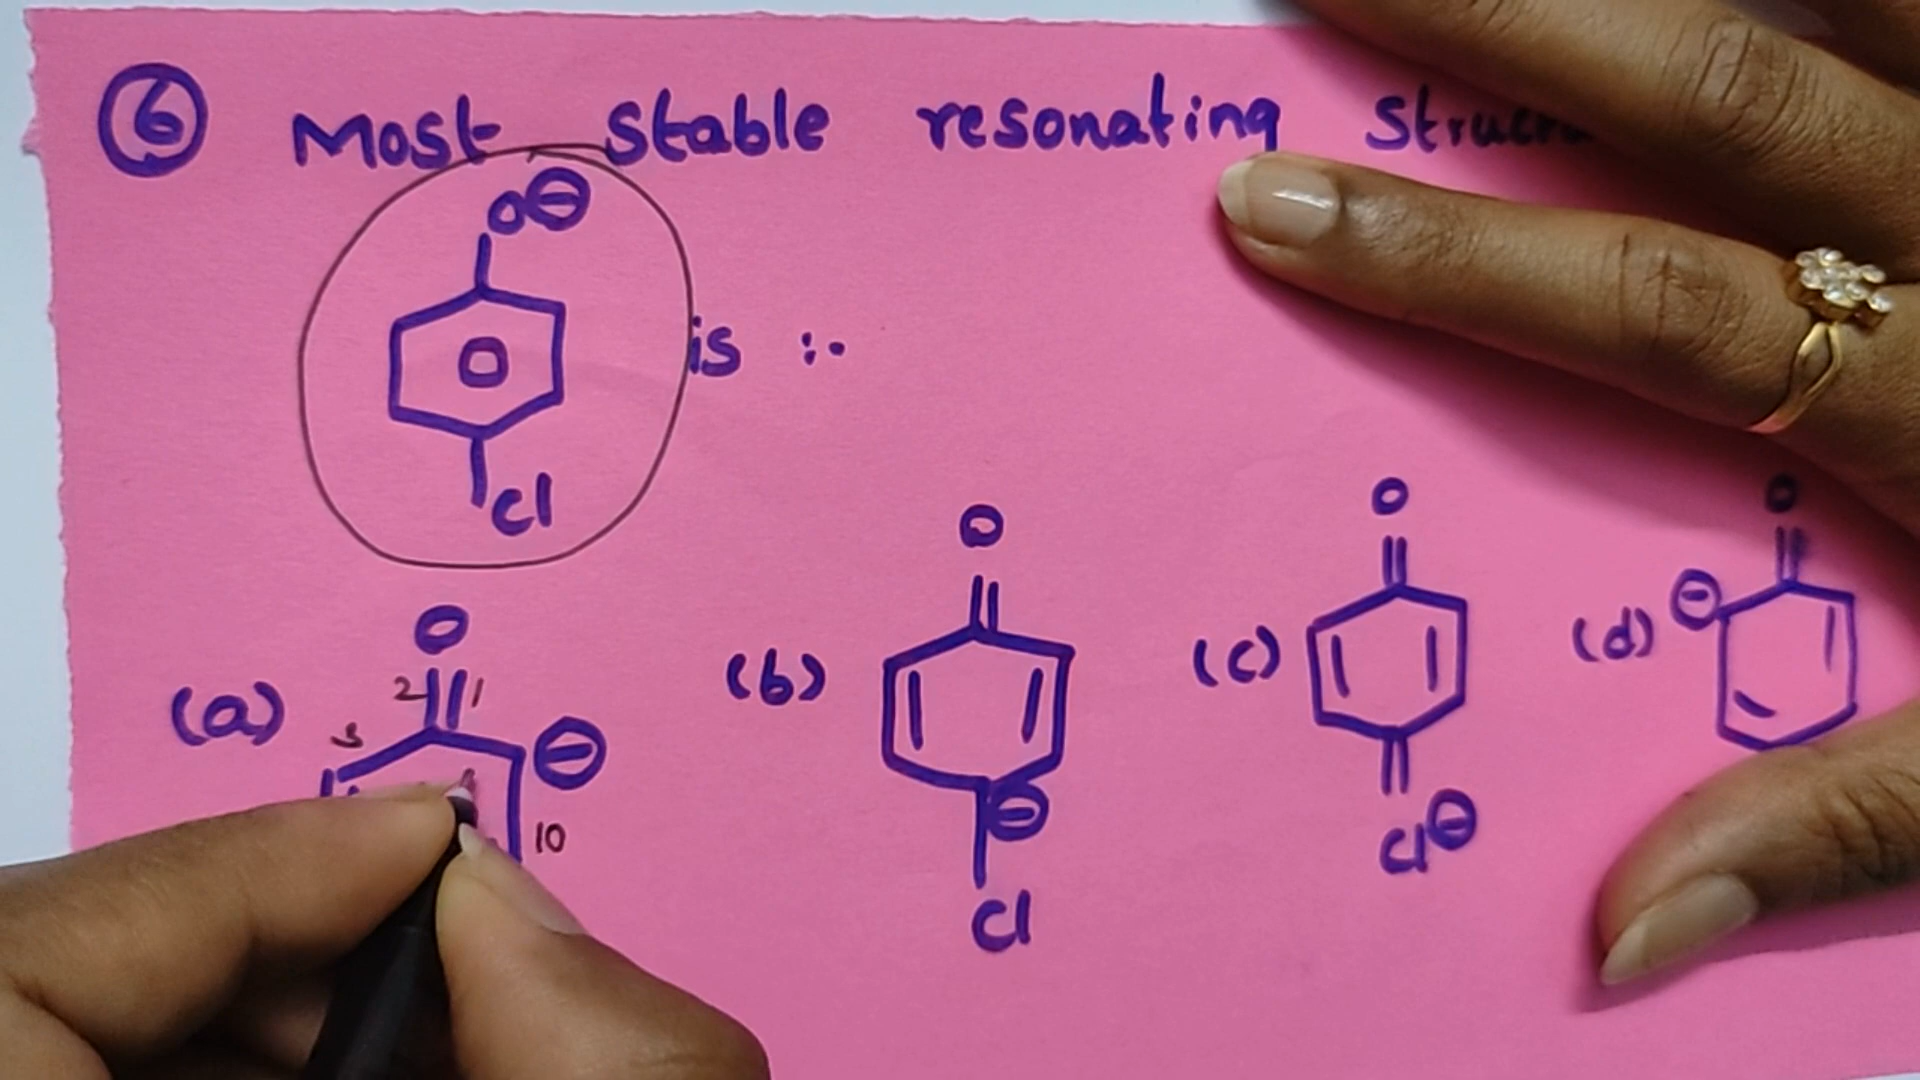 6 Most stable resonating
O⊖
is :-
Cl
O
O
O
O
(a) 2 1
(b)
(c)
(d) ⊖
3
⊖
10
⊖
Cl⊖
Cl